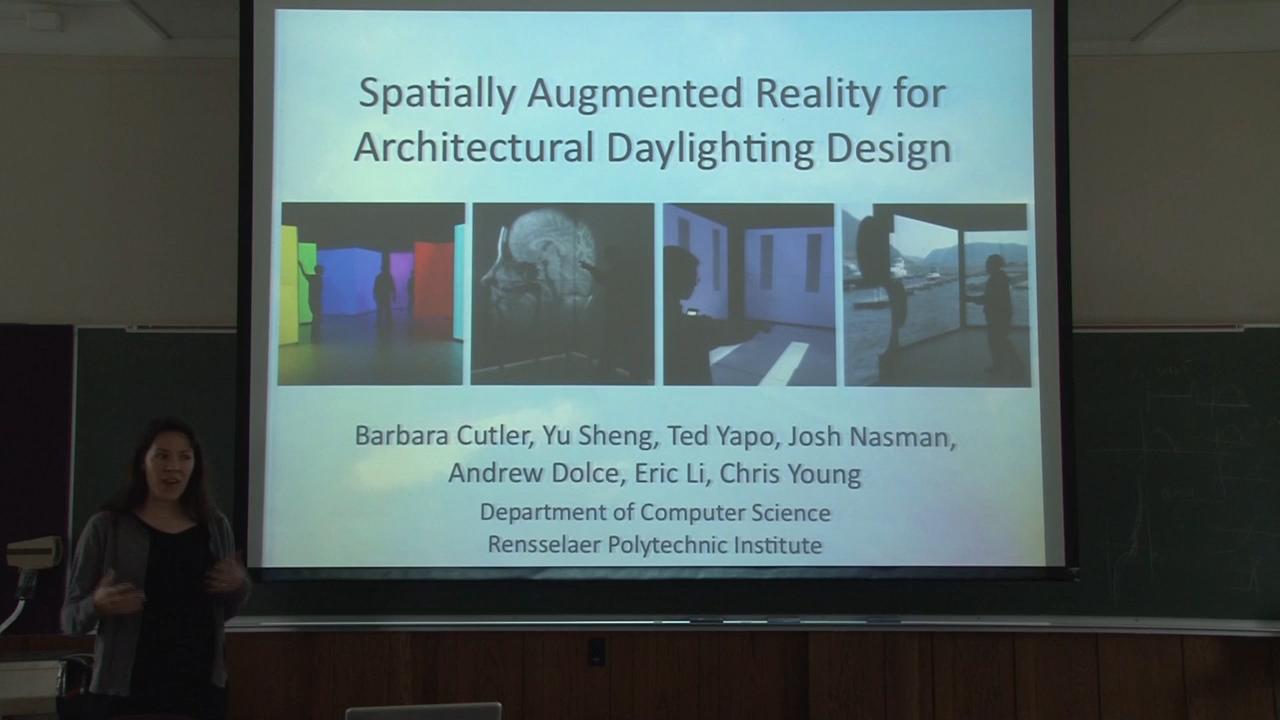 Spatially Augmented Reality for
Architectural Daylighting Design
Barbara Cutler, Yu Sheng, Ted Yapo, Josh Nasman,
Andrew Dolce, Eric Li, Chris Young
Department of Computer Science
Rensselaer Polytechnic Institute